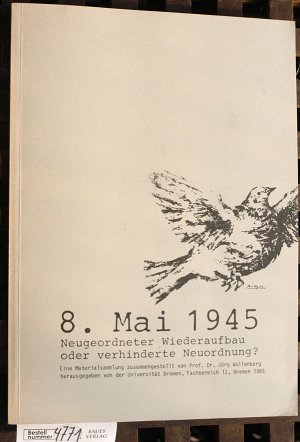 8. Mai 1945
Neugeordneter Wiederaufbau
oder verhinderte Neuordnung?
Eine Materialsammlung zusammengestellt von Prof. Dr. Jörg Wollenberg
herausgegeben von der Universität Bremen, Fachbereich 12, Bremen 1985
Bestell
nummer
4771
BAUES
VERLAG